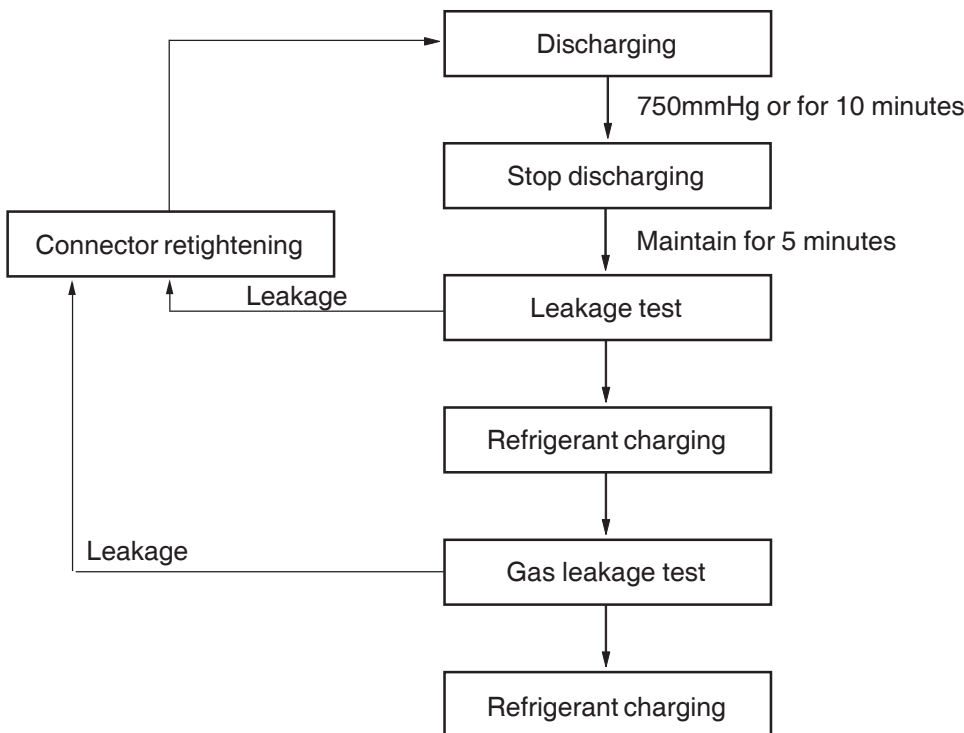 Discharging
750mmHg or for 10 minutes
Stop discharging
Connector retightening
Maintain for 5 minutes
Leakage
Leakage test
Refrigerant charging
Leakage
Gas leakage test
Refrigerant charging